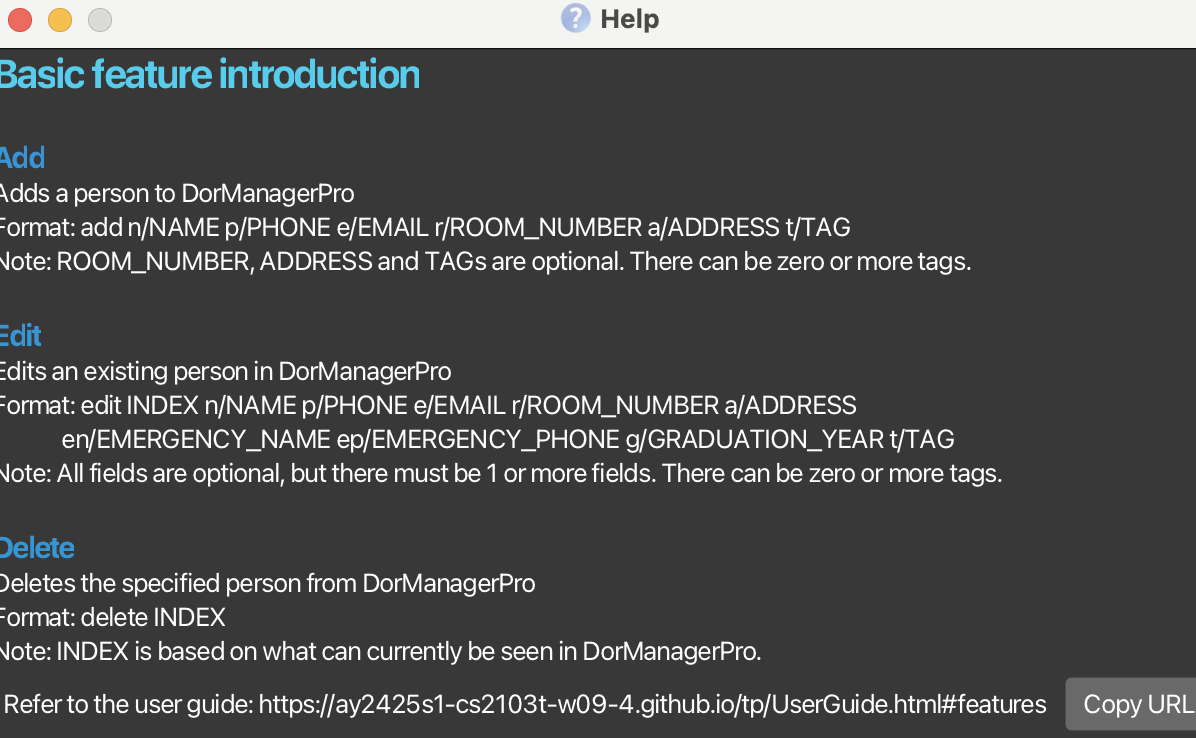 Help
Basic feature introduction
Add
Adds a person to DorManagerPro
Format: add n/NAME p/PHONE e/EMAIL r/ROOM_NUMBER a/ADDRESS t/TAG
Note: ROOM_NUMBER, ADDRESS and TAGs are optional. There can be zero or more tags.
Edit
Edits an existing person in DorManagerPro
Format: edit INDEX n/NAME p/PHONE e/EMAIL r/ROOM_NUMBER a/ADDRESS
en/EMERGENCY_NAME ep/EMERGENCY_PHONE g/GRADUATION_YEAR t/TAG
Note: All fields are optional, but there must be 1 or more fields. There can be zero or more tags.
Delete
Deletes the specified person from DorManagerPro
Format: delete INDEX
Note: INDEX is based on what can currently be seen in DorManagerPro.
Refer to the user guide: https://ay2425s1-cs2103t-w09-4.github.io/tp/UserGuide.html#features
Copy URL